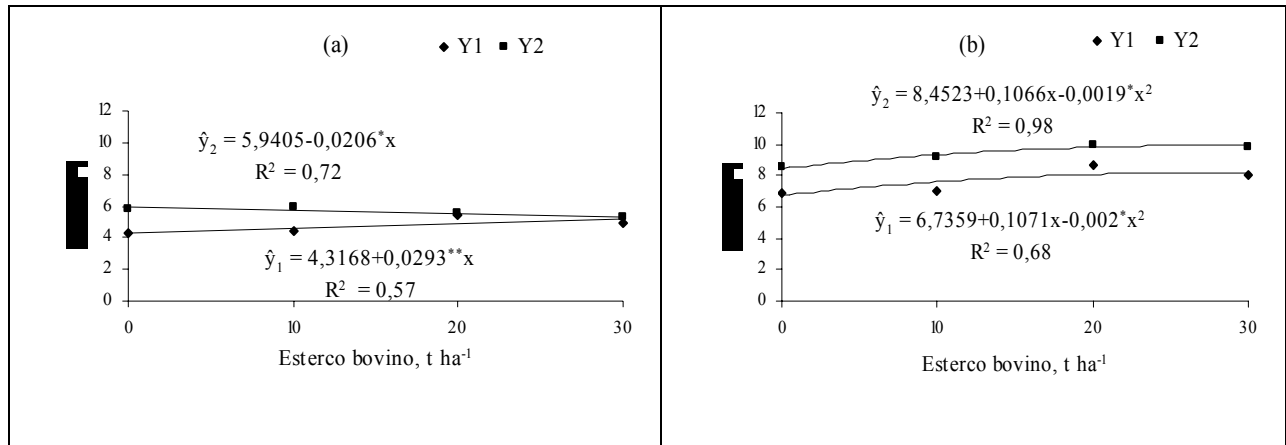 (a)
Y1
Y2
ŷ₂ = 5,9405-0,0206*x
R² = 0,72
ŷ₁ = 4,3168+0,0293**x
R² = 0,57
12
10
8
6
4
2
0
0 10 20 30
Esterco bovino, t ha⁻¹
(b)
Y1
Y2
ŷ₂ = 8,4523+0,1066x-0,0019*x²
R² = 0,98
ŷ₁ = 6,7359+0,1071x-0,002*x²
R² = 0,68
12
10
8
6
4
2
0
0 10 20 30
Esterco bovino, t ha⁻¹